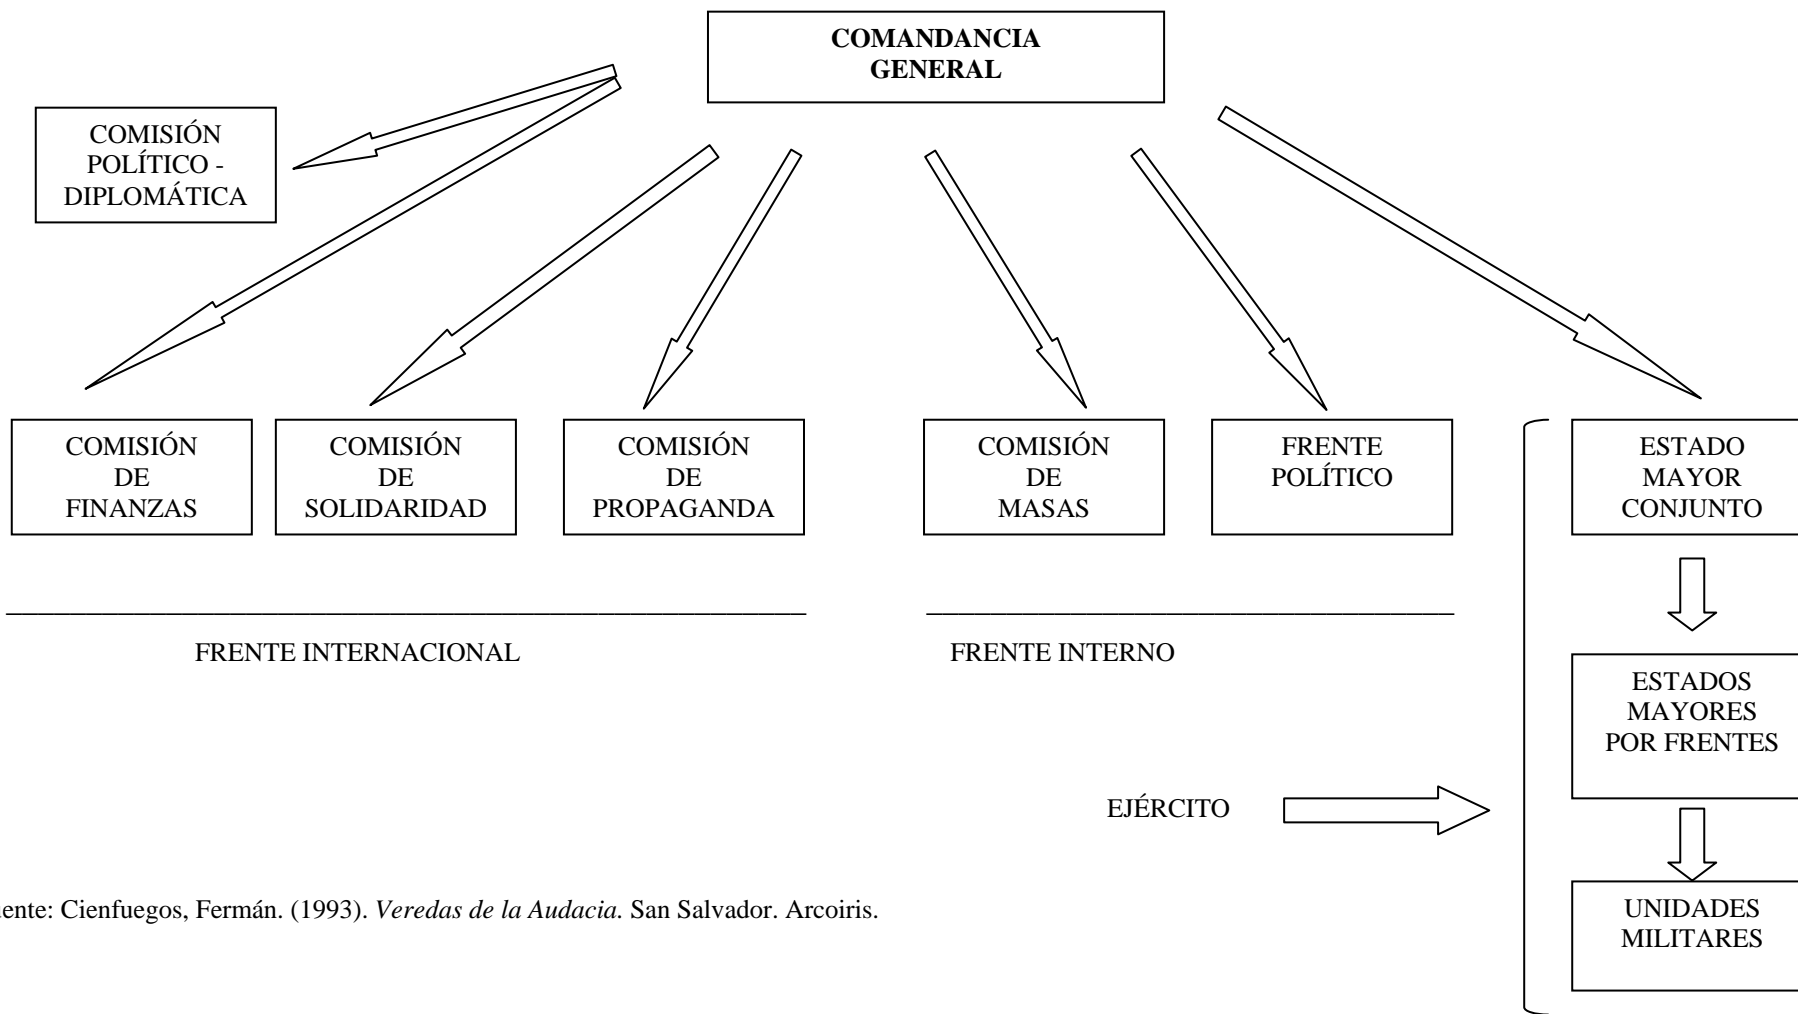 COMANDANCIA
GENERAL
COMISIÓN
POLÍTICO -
DIPLOMÁTICA
COMISIÓN
DE
FINANZAS
COMISIÓN
DE
SOLIDARIDAD
COMISIÓN
DE
PROPAGANDA
COMISIÓN
DE
MASAS
FRENTE
POLÍTICO
ESTADO
MAYOR
CONJUNTO
FRENTE INTERNACIONAL
FRENTE INTERNO
ESTADOS
MAYORES
POR FRENTES
EJÉRCITO
UNIDADES
MILITARES
ente: Cienfuegos, Fermán. (1993). Veredas de la Audacia. San Salvador. Arcoiris.